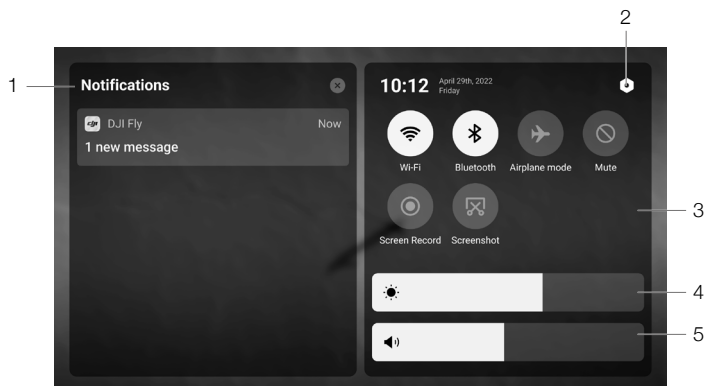 2
1
Notifications
dji DJI Fly Now
1 new message
10:12 April 29th, 2022
Friday
Wi-Fi Bluetooth Airplane mode Mute
Screen Record Screenshot
3
4
5